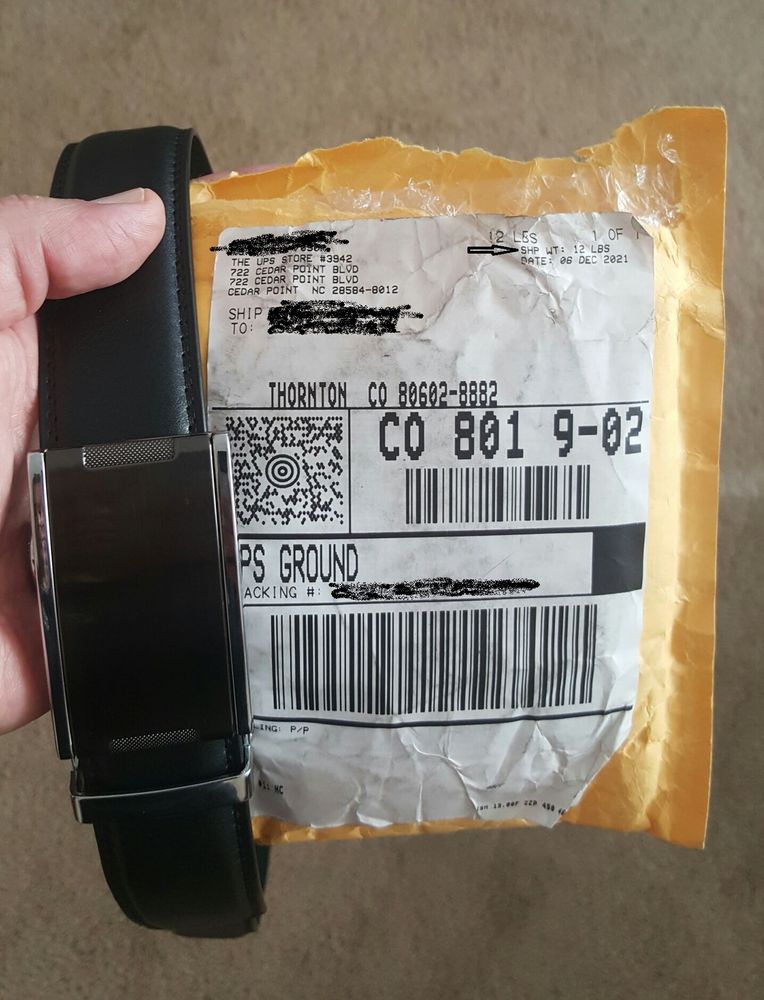 12 LBS 1 OF 1
SHP WT: 12 LBS
DATE: 06 DEC 2021
THE UPS STORE #3942
722 CEDAR POINT BLVD
722 CEDAR POINT BLVD
CEDAR POINT NC 28584-8012
SHIP
TO:
THORNTON CO 80602-8882
CO 801 9-02
PS GROUND
ACKING #:
LING: P/P